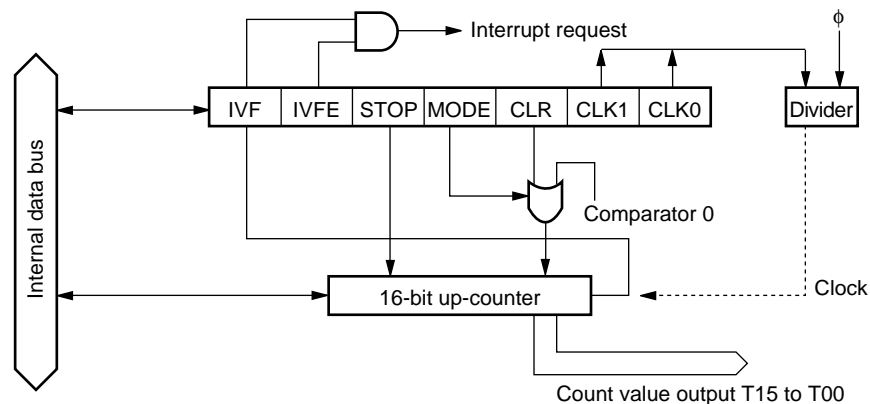 ϕ
Interrupt request
IVF IVFE STOP MODE CLR CLK1 CLK0
Divider
Internal data bus
Comparator 0
16-bit up-counter
Clock
Count value output T15 to T00